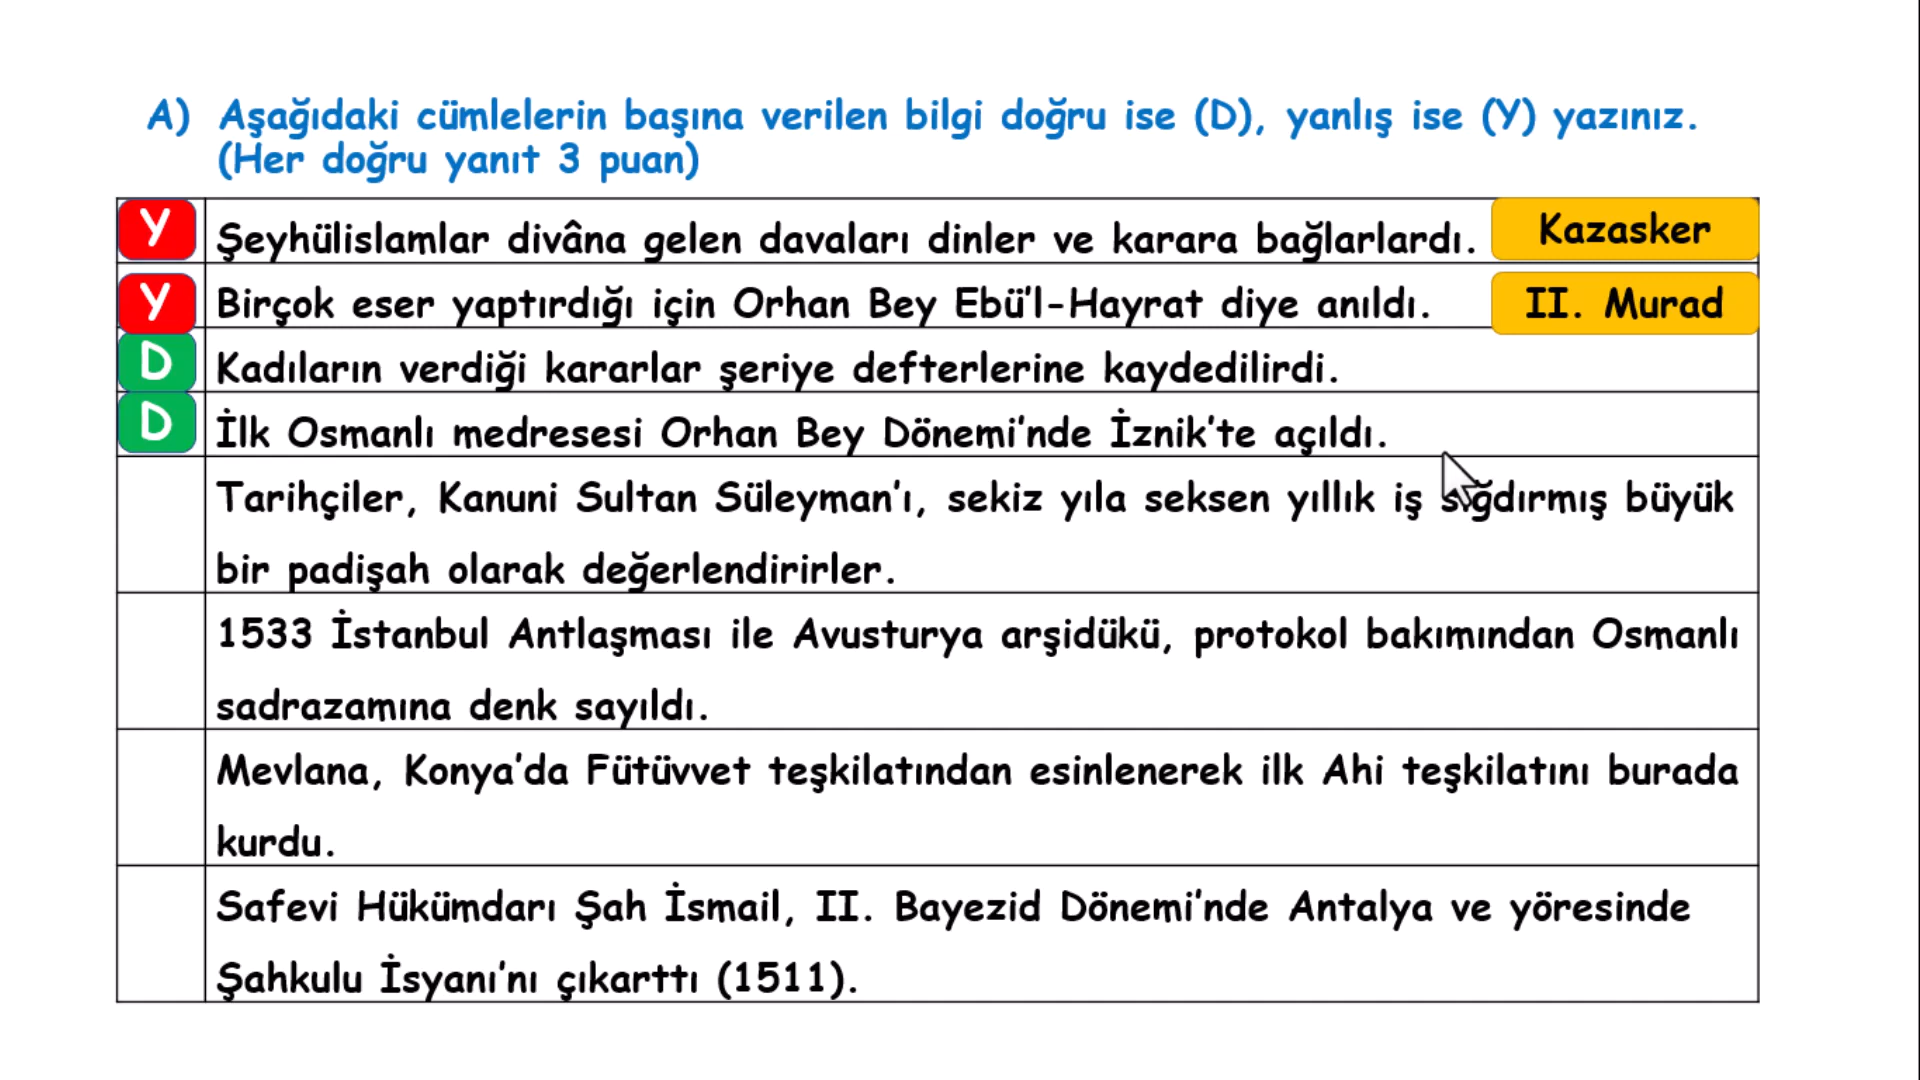 A) Aşağıdaki cümlelerin başına verilen bilgi doğru ise (D), yanlış ise (Y) yazınız.
(Her doğru yanıt 3 puan)
Y Şeyhülislamlar divâna gelen davaları dinler ve karara bağlarlardı. Kazasker
Y Birçok eser yaptırdığı için Orhan Bey Ebü'l-Hayrat diye anıldı. II. Murad
D Kadıların verdiği kararlar şeriye defterlerine kaydedilirdi.
D İlk Osmanlı medresesi Orhan Bey Dönemi'nde İznik'te açıldı.
Tarihçiler, Kanuni Sultan Süleyman'ı, sekiz yıla seksen yıllık iş sığdırmış büyük
bir padişah olarak değerlendirirler.
1533 İstanbul Antlaşması ile Avusturya arşidükü, protokol bakımından Osmanlı
sadrazamına denk sayıldı.
Mevlana, Konya'da Fütüvvet teşkilatından esinlenerek ilk Ahi teşkilatını burada
kurdu.
Safevi Hükümdarı Şah İsmail, II. Bayezid Dönemi'nde Antalya ve yöresinde
Şahkulu İsyanı'nı çıkarttı (1511).